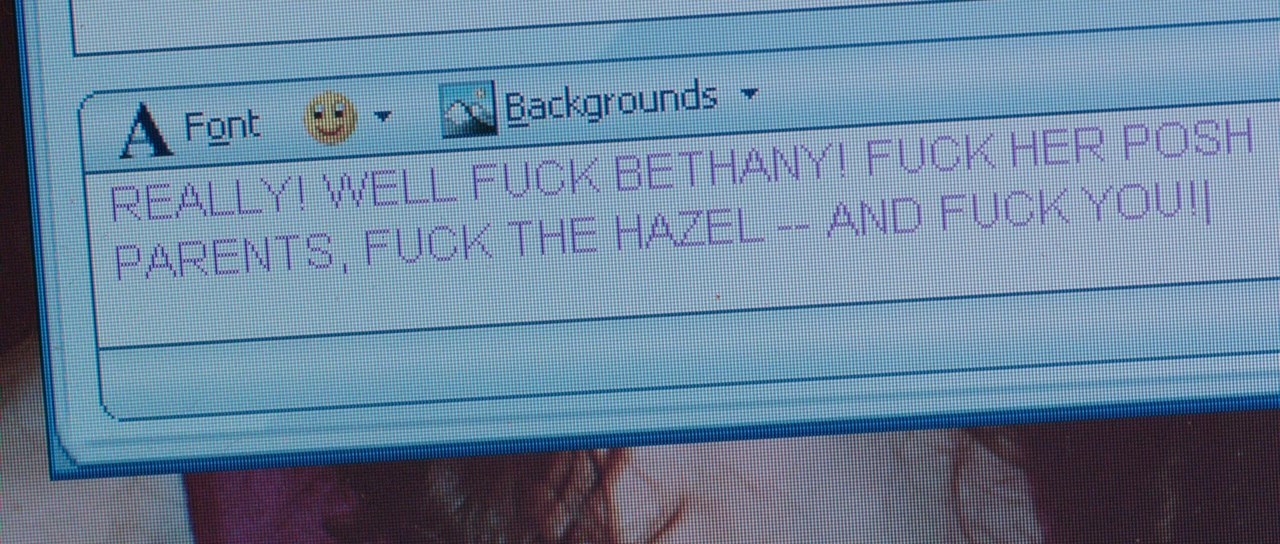 Font Backgrounds
REALLY! WELL FUCK BETHANY! FUCK HER POSH
PARENTS, FUCK THE HAZEL -- AND FUCK YOU!!